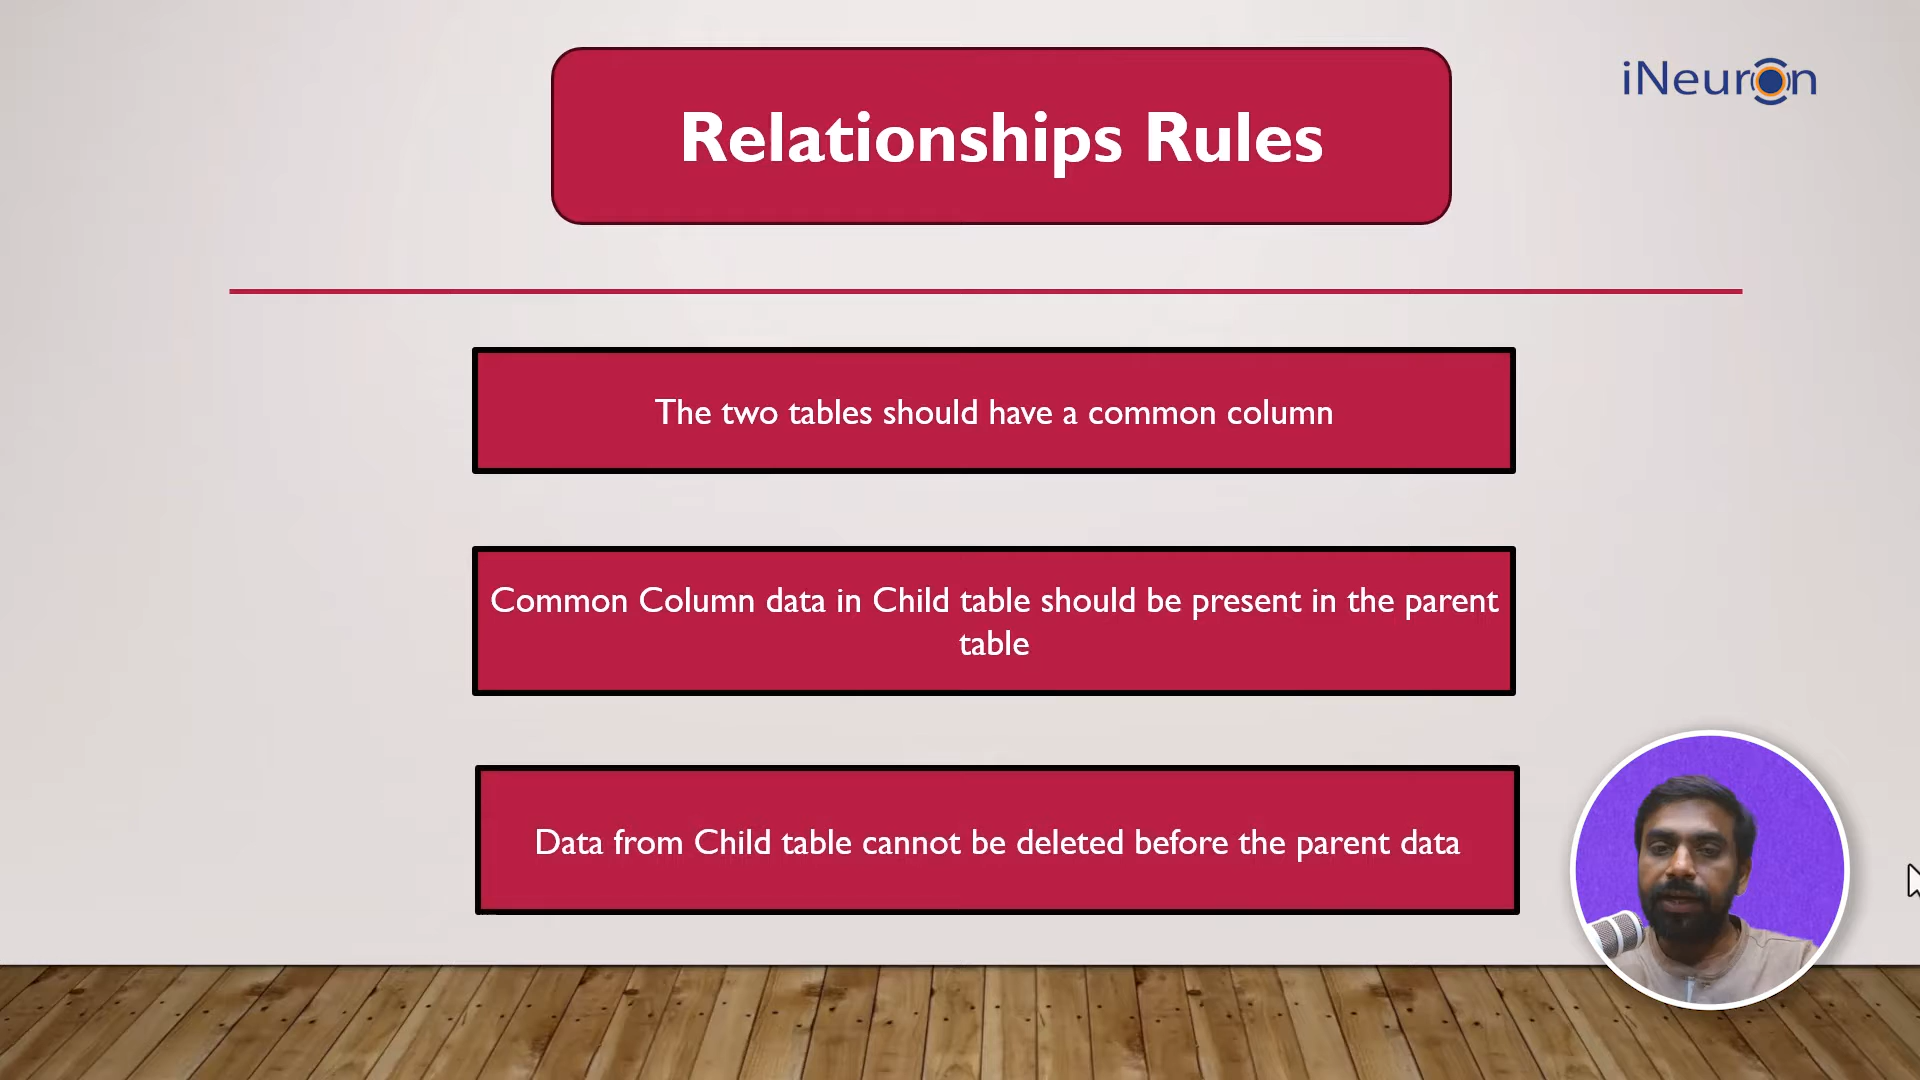 iNeuron
Relationships Rules
The two tables should have a common column
Common Column data in Child table should be present in the parent
table
Data from Child table cannot be deleted before the parent data